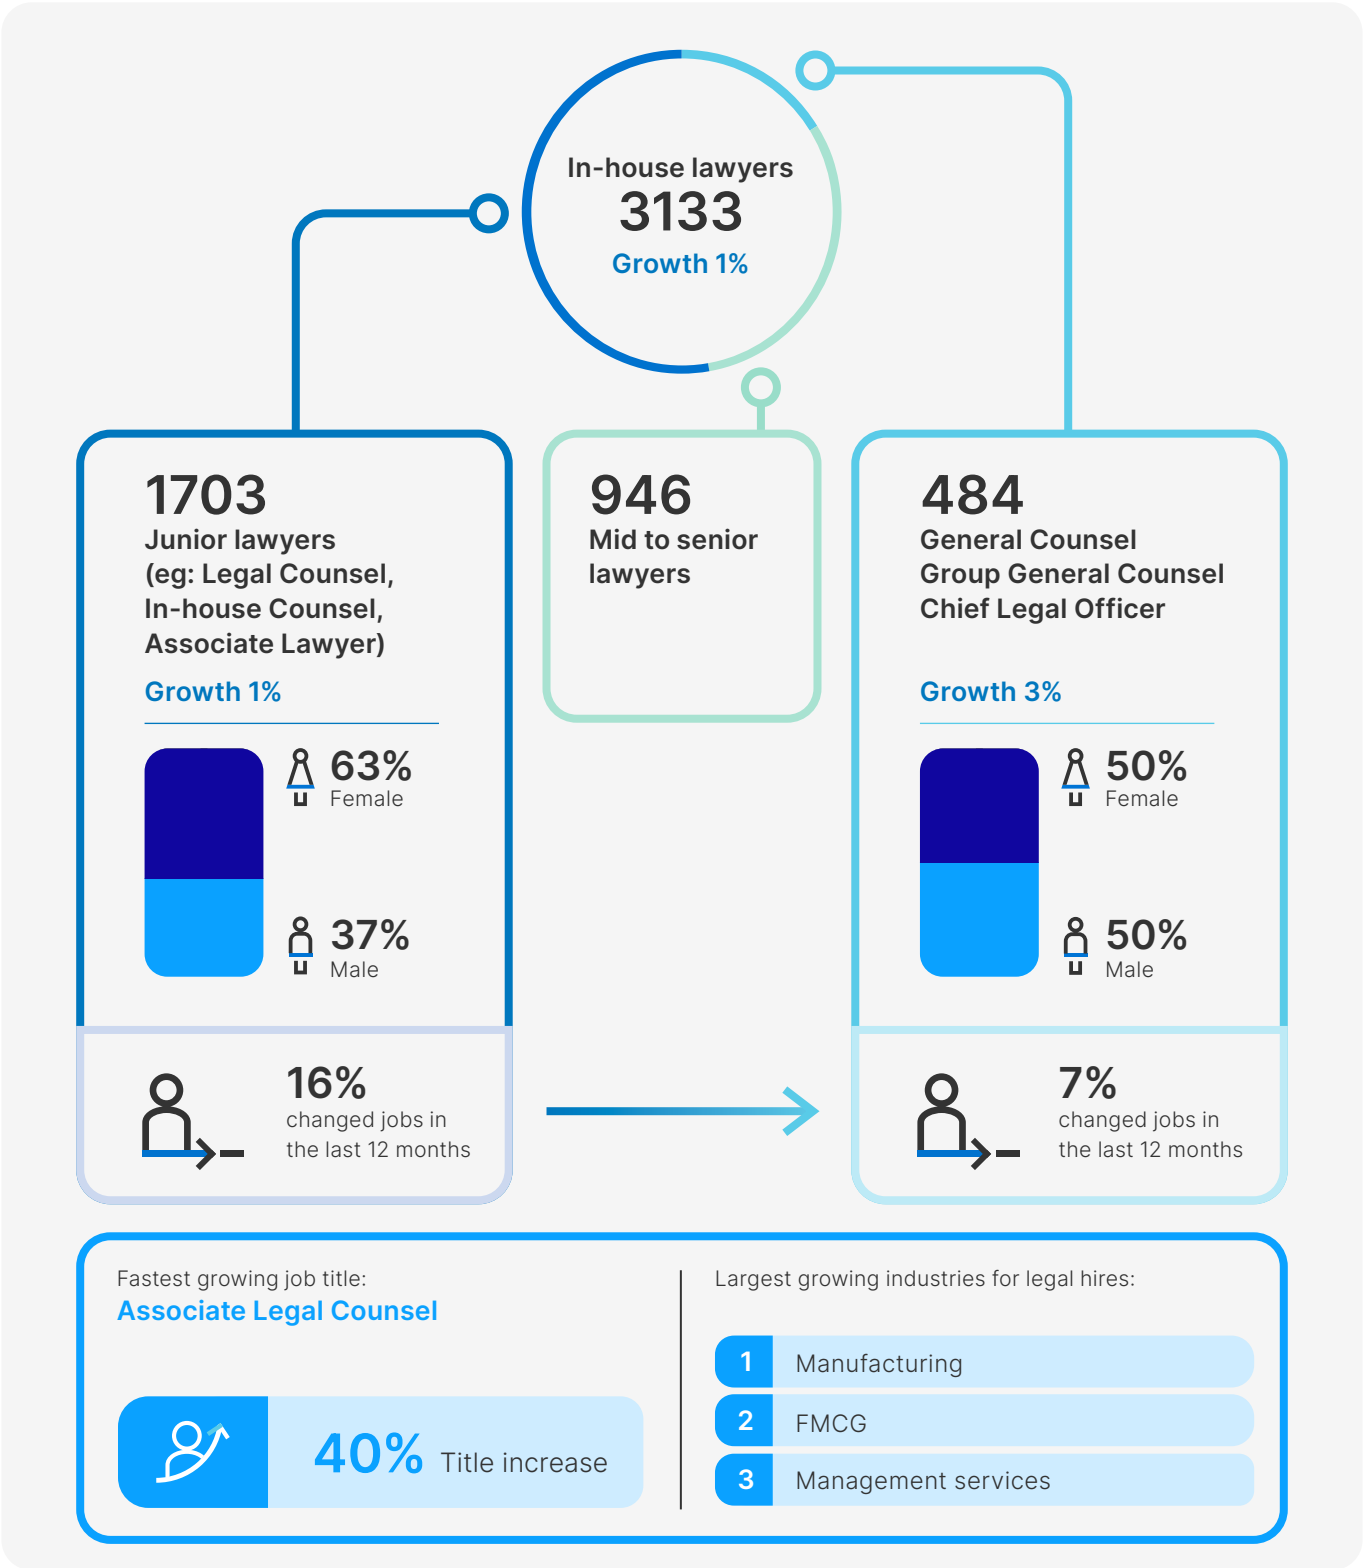 In-house lawyers
3133
Growth 1%
1703
Junior lawyers
(eg: Legal Counsel,
In-house Counsel,
Associate Lawyer)
Growth 1%
63%
Female
37%
Male
16%
changed jobs in
the last 12 months
946
Mid to senior
lawyers
484
General Counsel
Group General Counsel
Chief Legal Officer
Growth 3%
50%
Female
50%
Male
7%
changed jobs in
the last 12 months
Fastest growing job title:
Associate Legal Counsel
40% Title increase
Largest growing industries for legal hires:
1 Manufacturing
2 FMCG
3 Management services